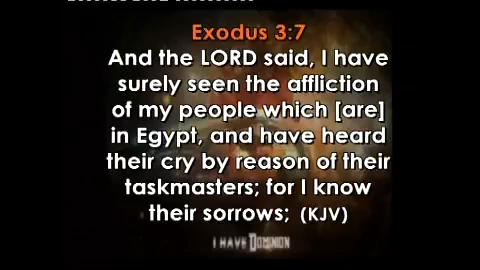 Exodus 3:7
And the LORD said, I have
surely seen the affliction
of my people which [are]
in Egypt, and have heard
their cry by reason of their
taskmasters; for I know
their sorrows; (KJV)
I HAVE DOMINION